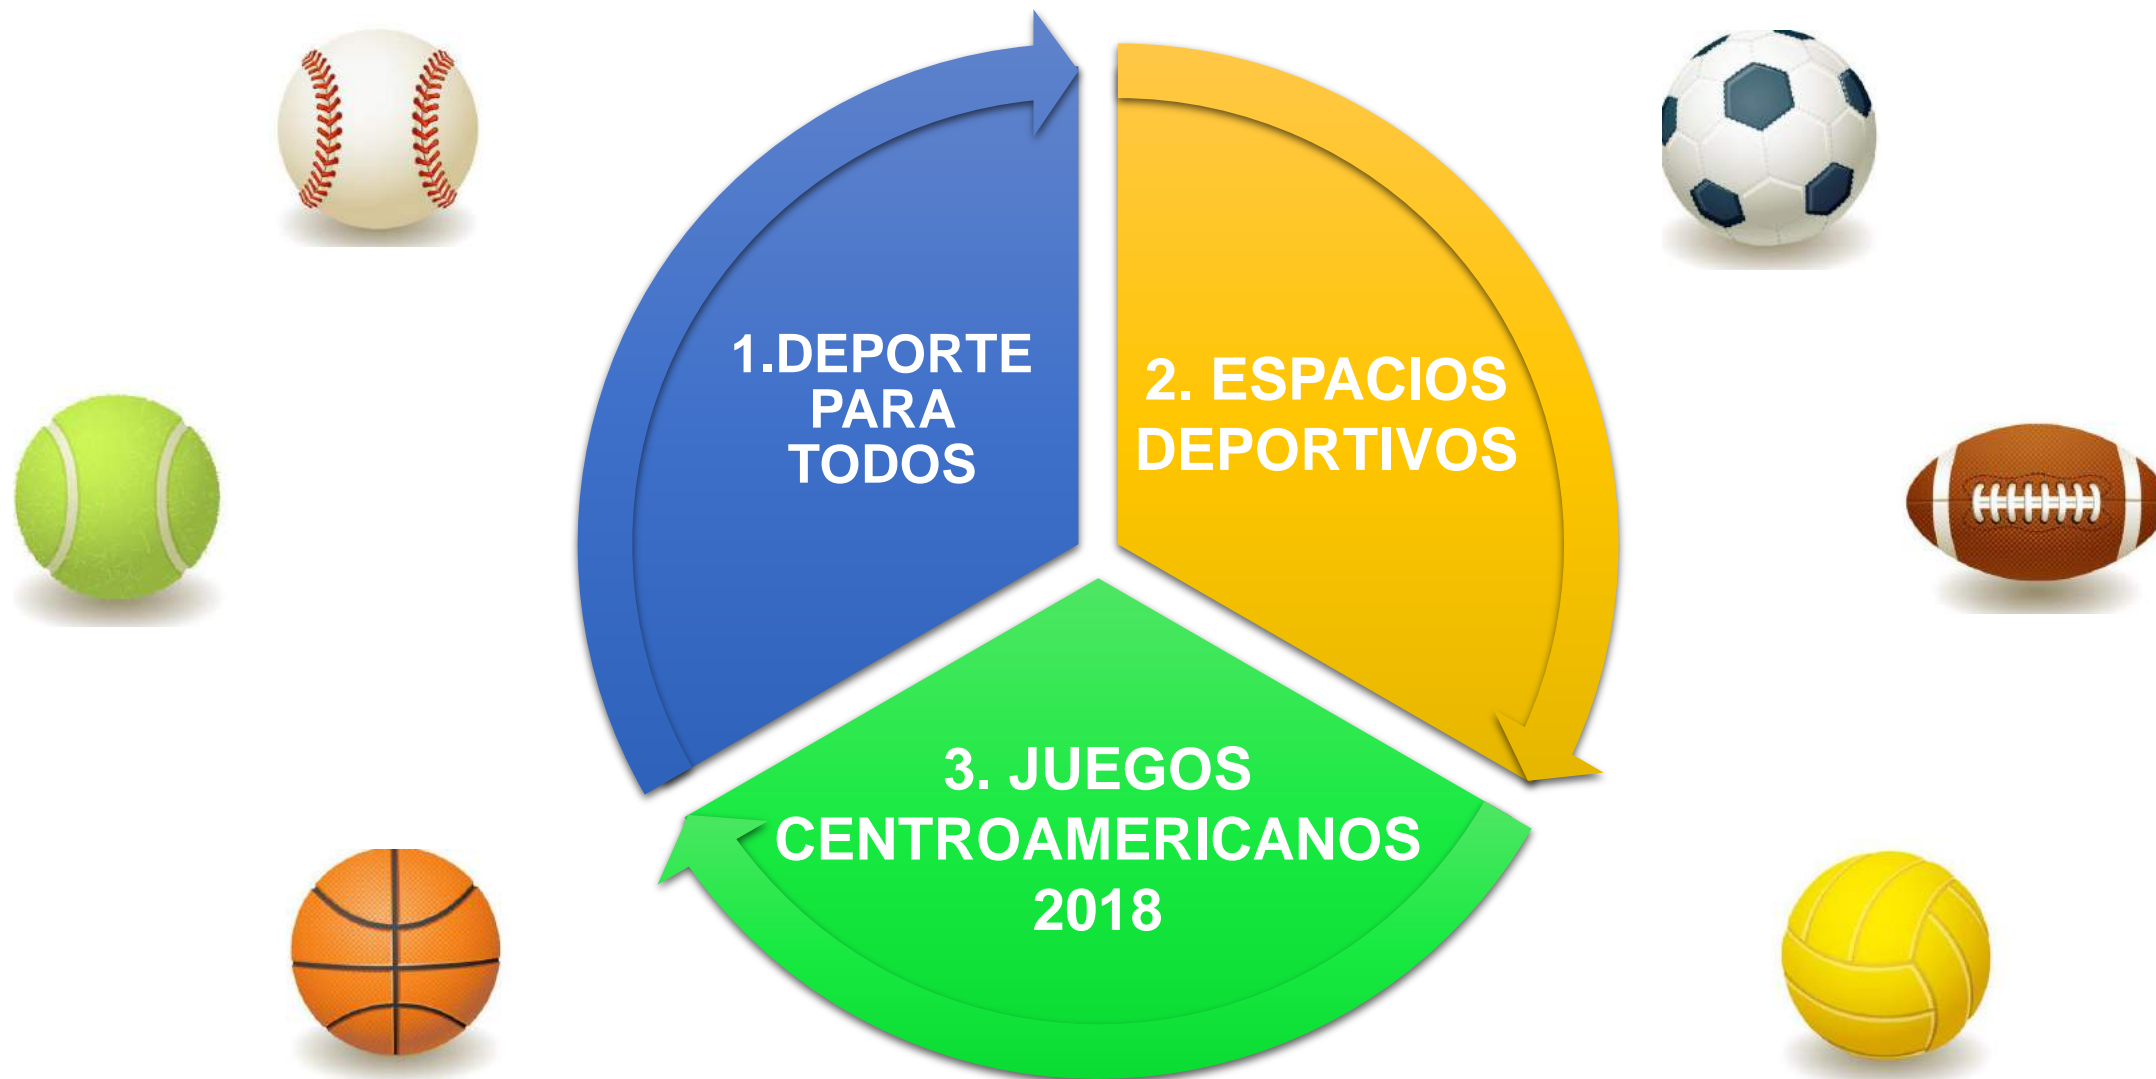 1.DEPORTE
PARA
TODOS
2. ESPACIOS
DEPORTIVOS
3. JUEGOS
CENTROAMERICANOS
2018